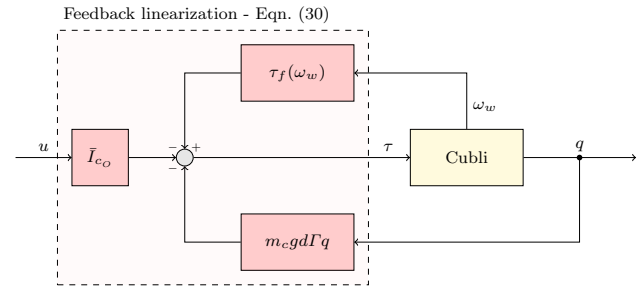 Feedback linearization - Eqn. (30)
τ_f(ω_w)
ω_w
u
Ī_{c_O}
− +
−
τ
Cubli
q
m_c g d Γ q